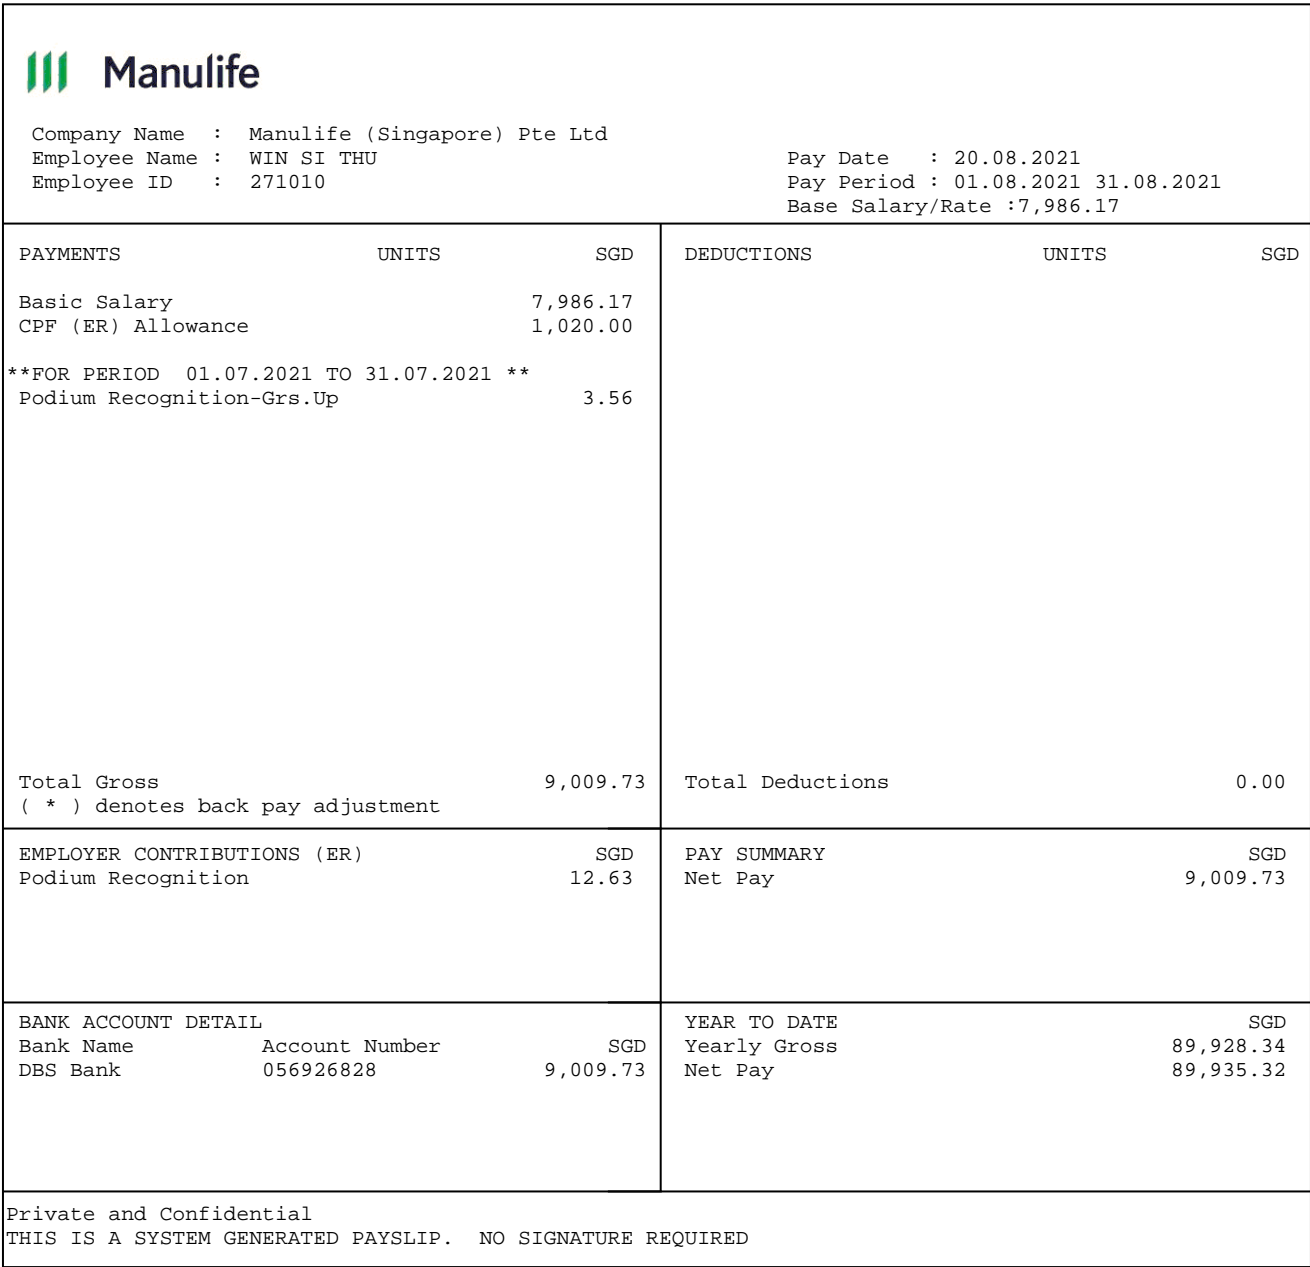 Manulife
Company Name : Manulife (Singapore) Pte Ltd
Employee Name : WIN SI THU
Employee ID : 271010
Pay Date : 20.08.2021
Pay Period : 01.08.2021 31.08.2021
Base Salary/Rate :7,986.17
PAYMENTS UNITS SGD
Basic Salary 7,986.17
CPF (ER) Allowance 1,020.00
**FOR PERIOD 01.07.2021 TO 31.07.2021 **
Podium Recognition-Grs.Up 3.56
Total Gross 9,009.73
( * ) denotes back pay adjustment
DEDUCTIONS UNITS SGD
Total Deductions 0.00
EMPLOYER CONTRIBUTIONS (ER) SGD
Podium Recognition 12.63
PAY SUMMARY SGD
Net Pay 9,009.73
BANK ACCOUNT DETAIL
Bank Name Account Number SGD
DBS Bank 056926828 9,009.73
YEAR TO DATE SGD
Yearly Gross 89,928.34
Net Pay 89,935.32
Private and Confidential
THIS IS A SYSTEM GENERATED PAYSLIP. NO SIGNATURE REQUIRED